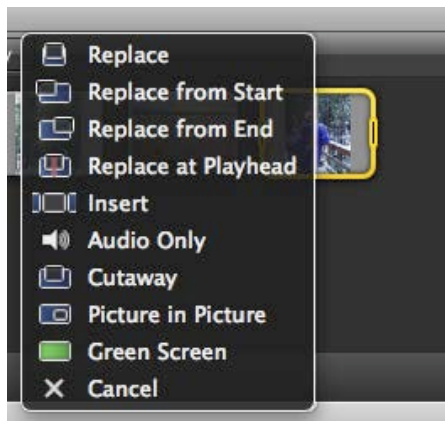 Replace
Replace from Start
Replace from End
Replace at Playhead
Insert
Audio Only
Cutaway
Picture in Picture
Green Screen
Cancel